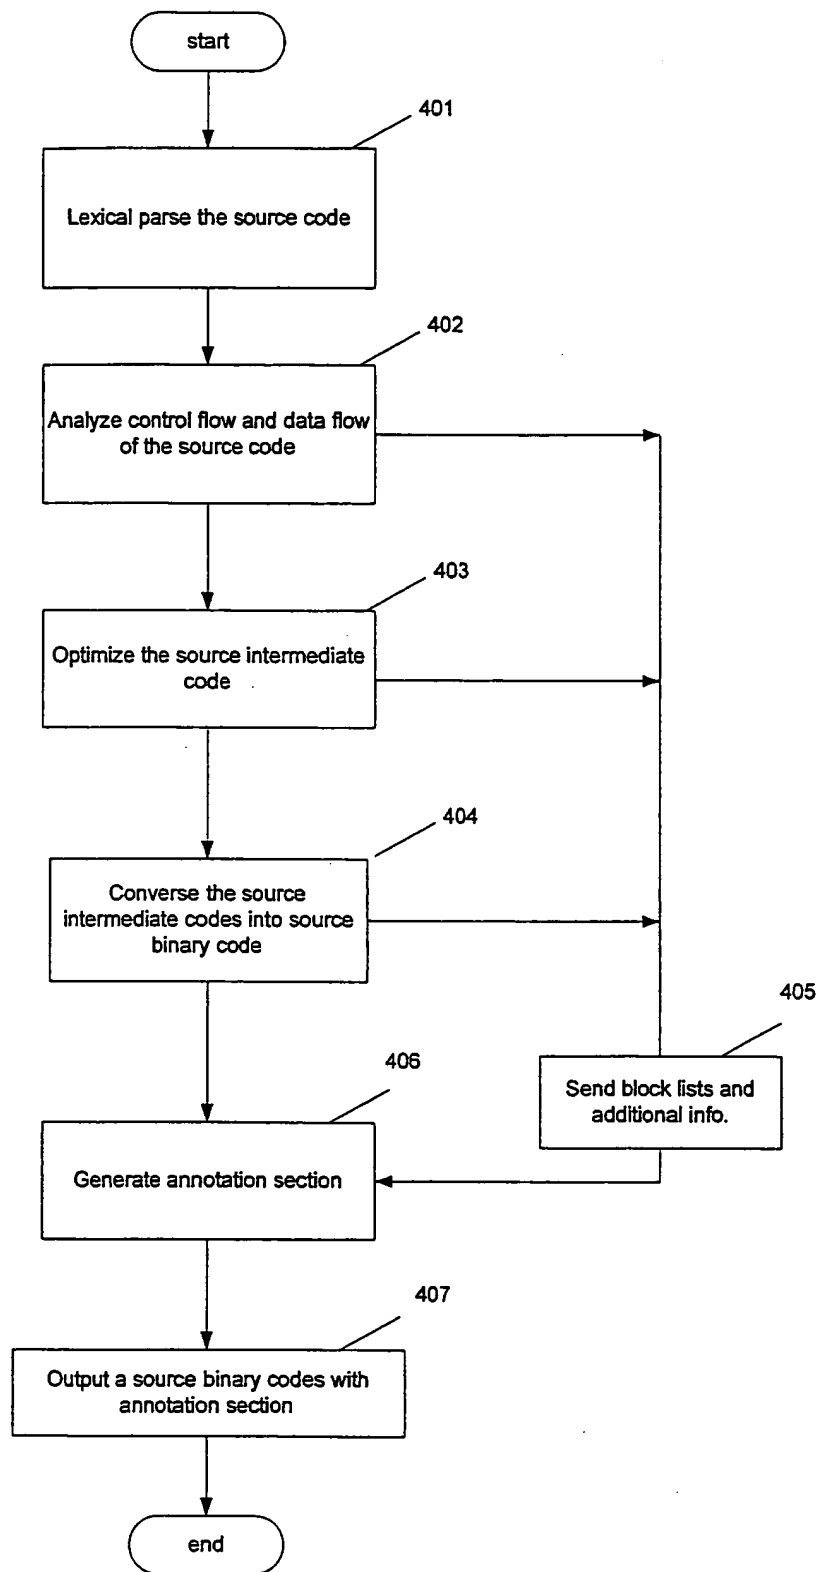 start
401
Lexical parse the source code
402
Analyze control flow and data flow
of the source code
403
Optimize the source intermediate
code
404
Converse the source
intermediate codes into source
binary code
405
Send block lists and
additional info.
406
Generate annotation section
407
Output a source binary codes with
annotation section
end